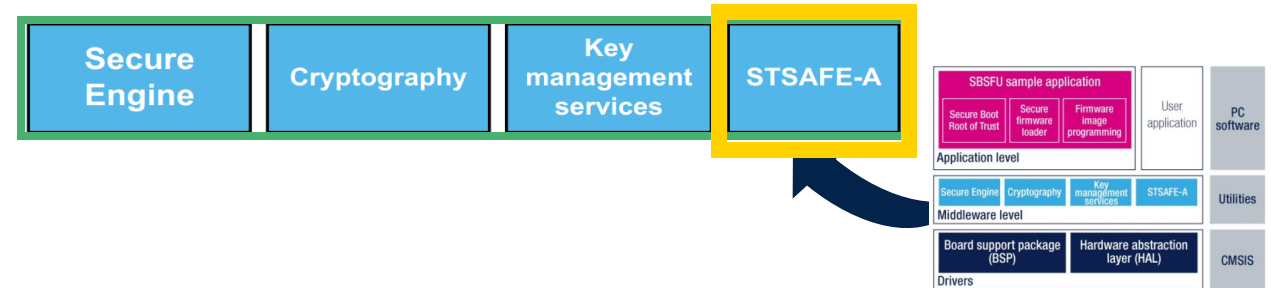 Secure
Engine
Cryptography
Key
management
services
STSAFE-A
SBSFU sample application
Secure Boot
Root of Trust
Secure
firmware
loader
Firmware
image
programming
Application level
User
application
PC
software
Secure Engine
Cryptography
Key
management
services
STSAFE-A
Middleware level
Utilities
Board support package
(BSP)
Hardware abstraction
layer (HAL)
Drivers
CMSIS